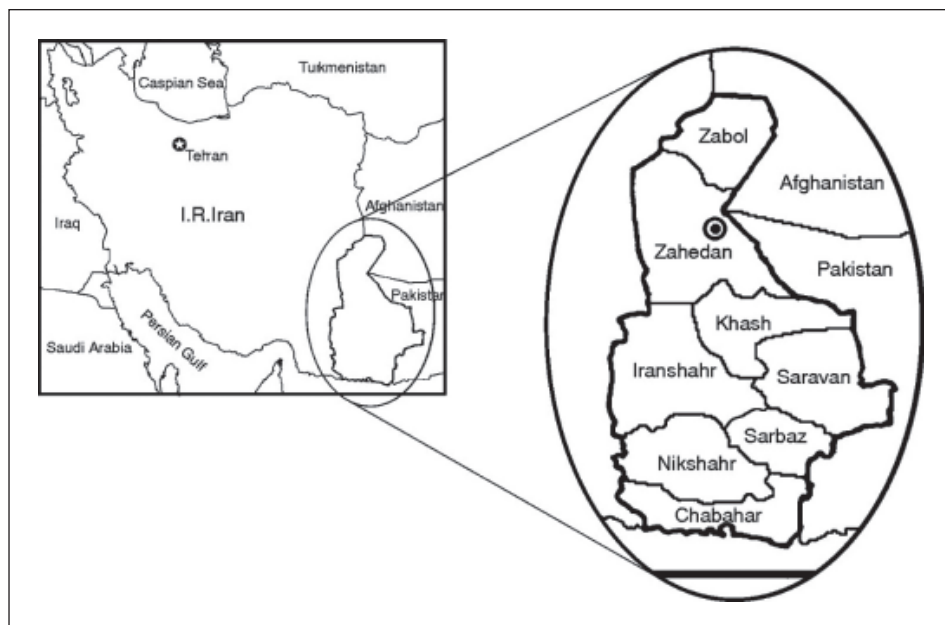 Caspian Sea
Turkmenistan
Tehran
I.R.Iran
Iraq
Afghanistan
Pakistan
Persian Gulf
Saudi Arabia
Zabol
Afghanistan
Zahedan
Pakistan
Khash
Iranshahr
Saravan
Sarbaz
Nikshahr
Chabahar